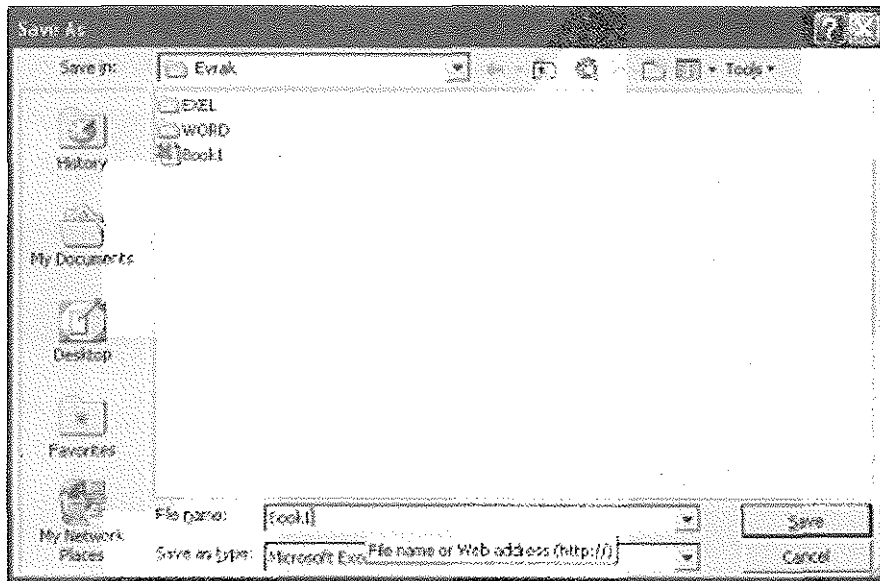 Save As
Save in: Evrak Tools
EXEL
WORD
Book1
History
My Documents
Desktop
Favorites
My Network Places
File name: Book1 Save
Save as type: Microsoft Exc File name or Web address (http://) Cancel